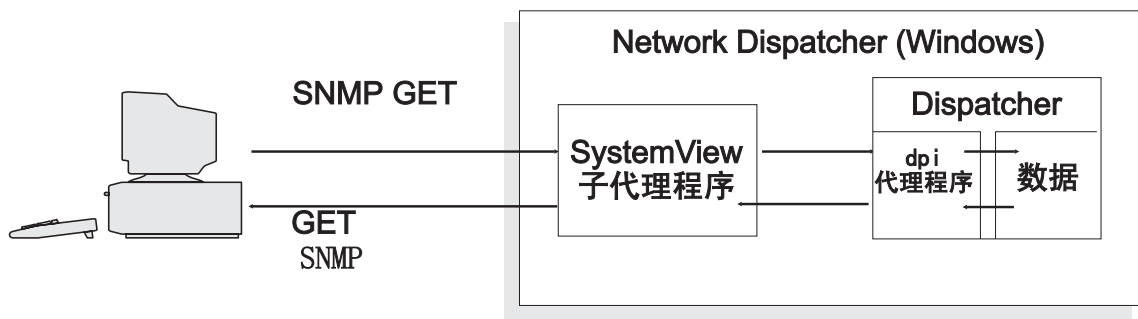 Network Dispatcher (Windows)
SNMP GET
SystemView
子代理程序
Dispatcher
dpi
代理程序
数据
GET
SNMP